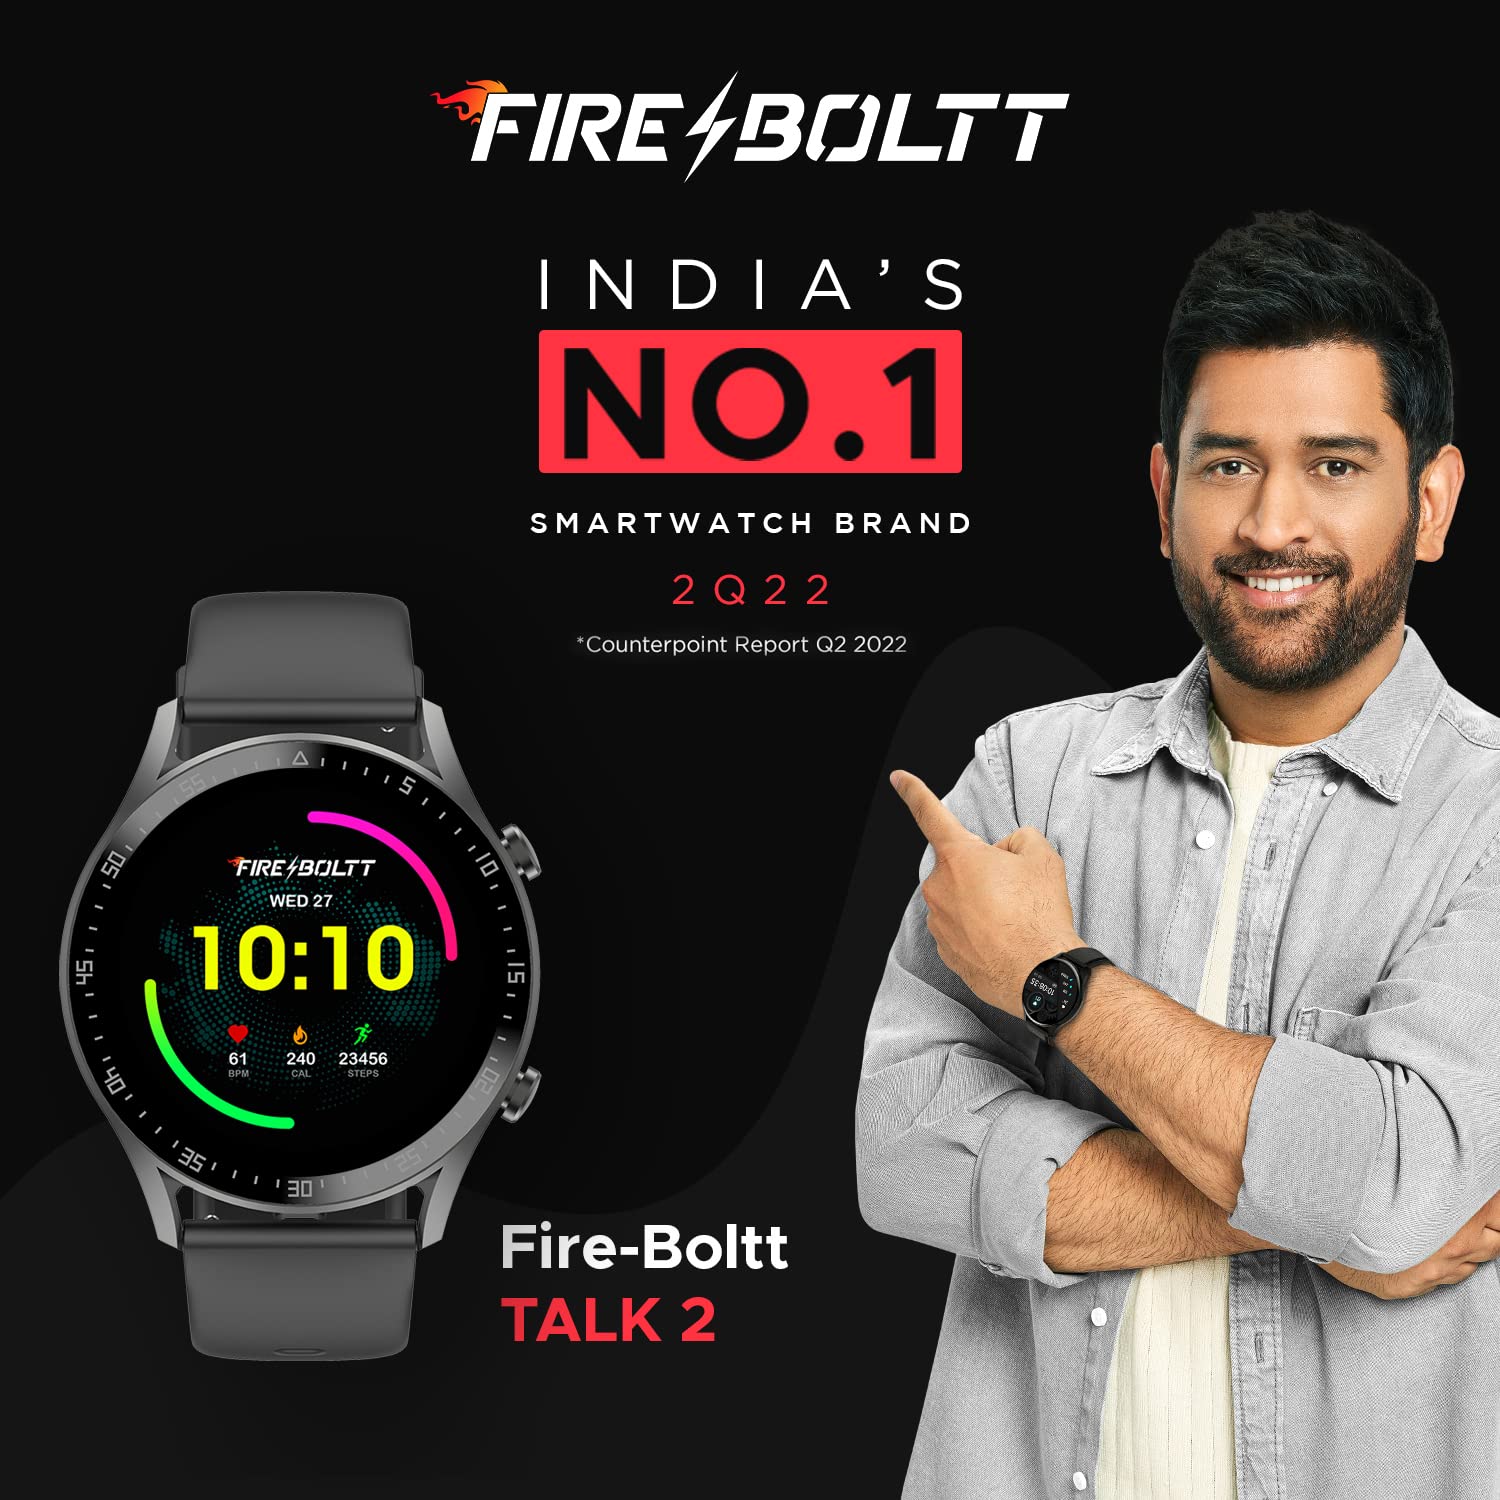 FIRE BOLTT
INDIA'S
NO.1
SMARTWATCH BRAND
2Q22
*Counterpoint Report Q2 2022
5
10
15
20
25
30
35
40
45
50
55
FIRE BOLTT
WED 27
10:10
61 240 23456
BPM CAL STEPS
Fire-Boltt
TALK 2